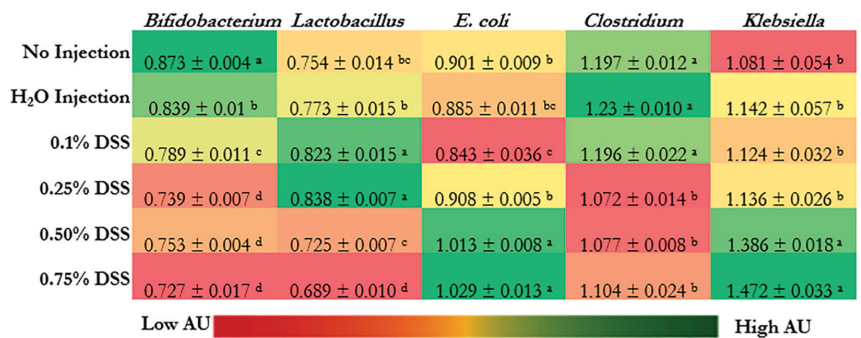 Bifidobacterium Lactobacillus E. coli Clostridium Klebsiella
No Injection 0.873 ± 0.004 a 0.754 ± 0.014 bc 0.901 ± 0.009 b 1.197 ± 0.012 a 1.081 ± 0.054 b
H₂O Injection 0.839 ± 0.01 b 0.773 ± 0.015 b 0.885 ± 0.011 bc 1.23 ± 0.010 a 1.142 ± 0.057 b
0.1% DSS 0.789 ± 0.011 c 0.823 ± 0.015 a 0.843 ± 0.036 c 1.196 ± 0.022 a 1.124 ± 0.032 b
0.25% DSS 0.739 ± 0.007 d 0.838 ± 0.007 a 0.908 ± 0.005 b 1.072 ± 0.014 b 1.136 ± 0.026 b
0.50% DSS 0.753 ± 0.004 d 0.725 ± 0.007 c 1.013 ± 0.008 a 1.077 ± 0.008 b 1.386 ± 0.018 a
0.75% DSS 0.727 ± 0.017 d 0.689 ± 0.010 d 1.029 ± 0.013 a 1.104 ± 0.024 b 1.472 ± 0.033 a
Low AU High AU